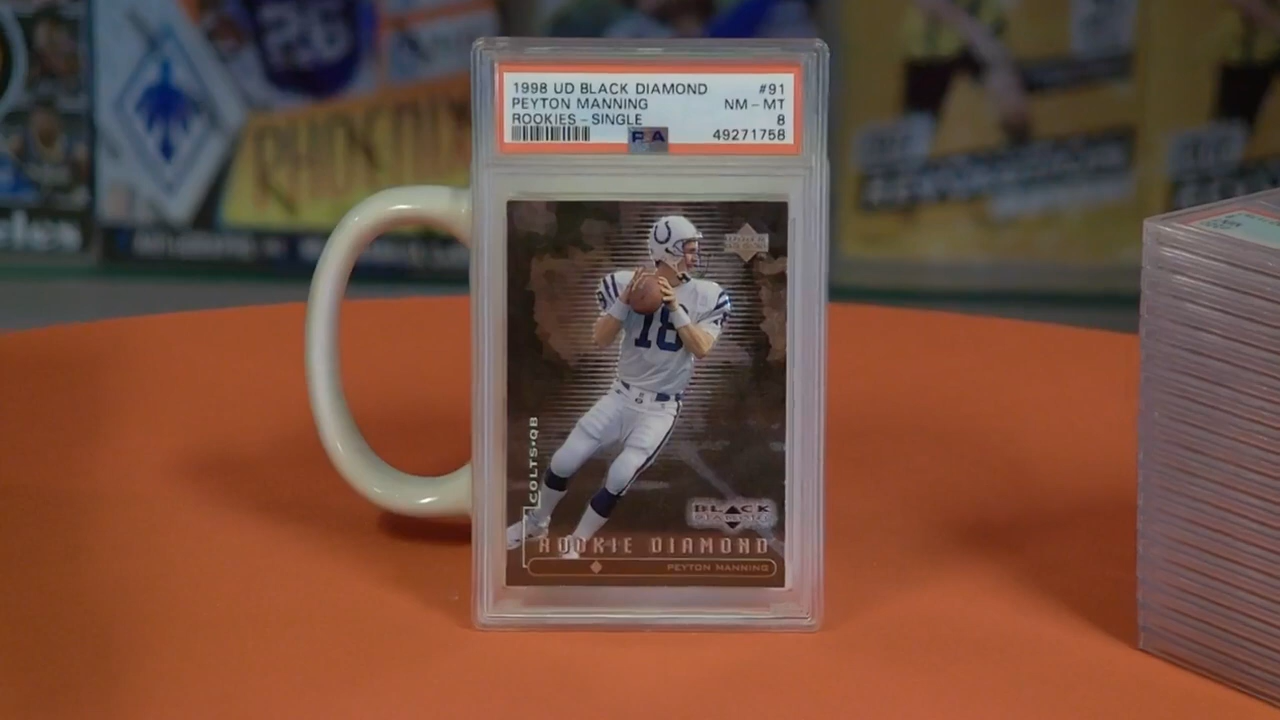 1998 UD BLACK DIAMOND #91
PEYTON MANNING NM-MT
ROOKIES-SINGLE 8
PSA 49271758
18
COLTS•QB
BLACK
DIAMOND
ROOKIE DIAMOND
PEYTON MANNING